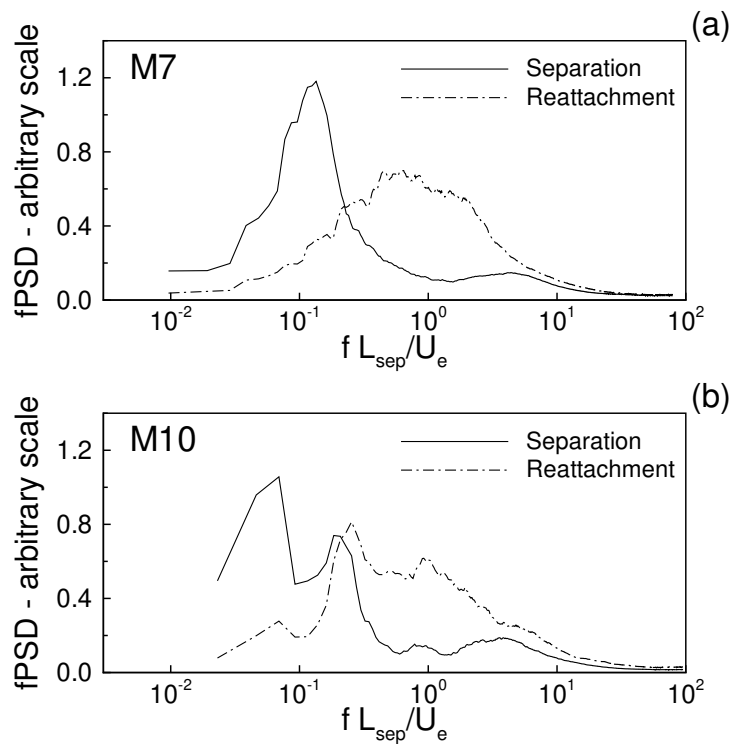 (a)
M7
Separation
Reattachment
fPSD - arbitrary scale
1.2
0.8
0.4
0.0
10^-2 10^-1 10^0 10^1 10^2
f L_sep/U_e
(b)
M10
Separation
Reattachment
fPSD - arbitrary scale
1.2
0.8
0.4
0.0
10^-2 10^-1 10^0 10^1 10^2
f L_sep/U_e